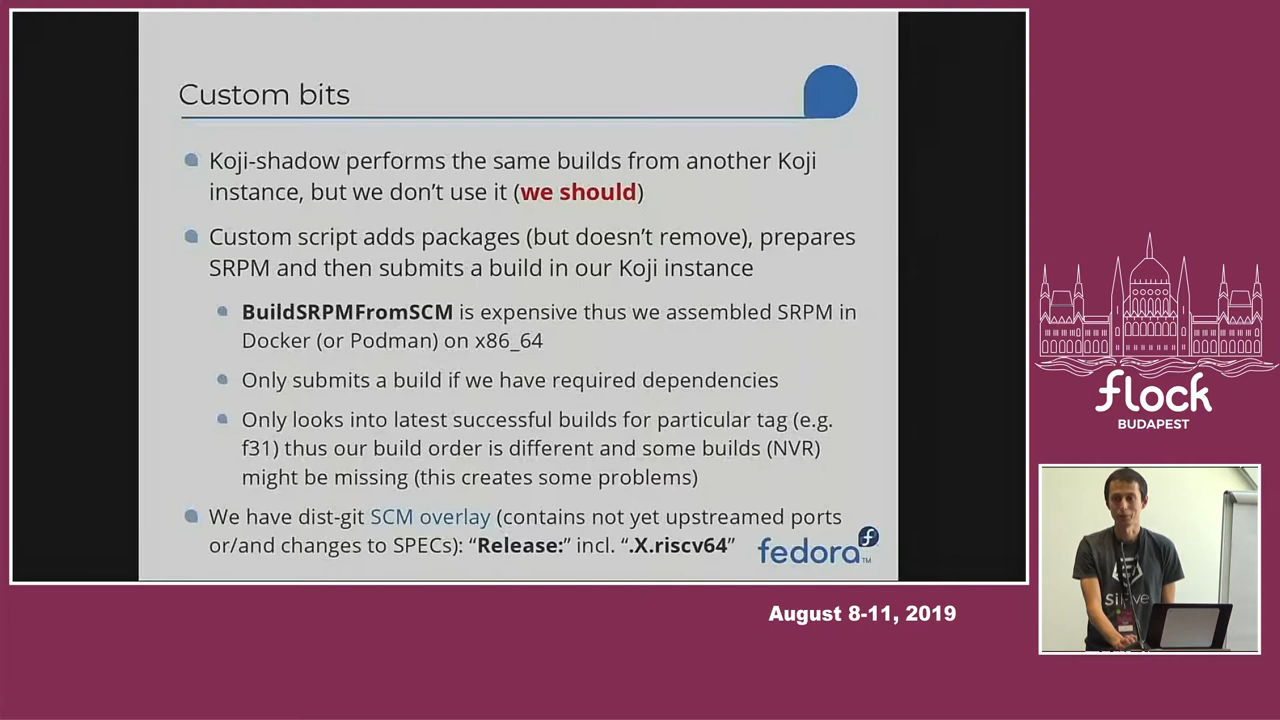 Custom bits
Koji-shadow performs the same builds from another Koji
instance, but we don't use it (we should)
Custom script adds packages (but doesn't remove), prepares
SRPM and then submits a build in our Koji instance
BuildSRPMFromSCM is expensive thus we assembled SRPM in
Docker (or Podman) on x86_64
Only submits a build if we have required dependencies
Only looks into latest successful builds for particular tag (e.g.
f31) thus our build order is different and some builds (NVR)
might be missing (this creates some problems)
We have dist-git SCM overlay (contains not yet upstreamed ports
or/and changes to SPECs): “Release:” incl. “.X.riscv64”
fedora™
flock
BUDAPEST
August 8-11, 2019